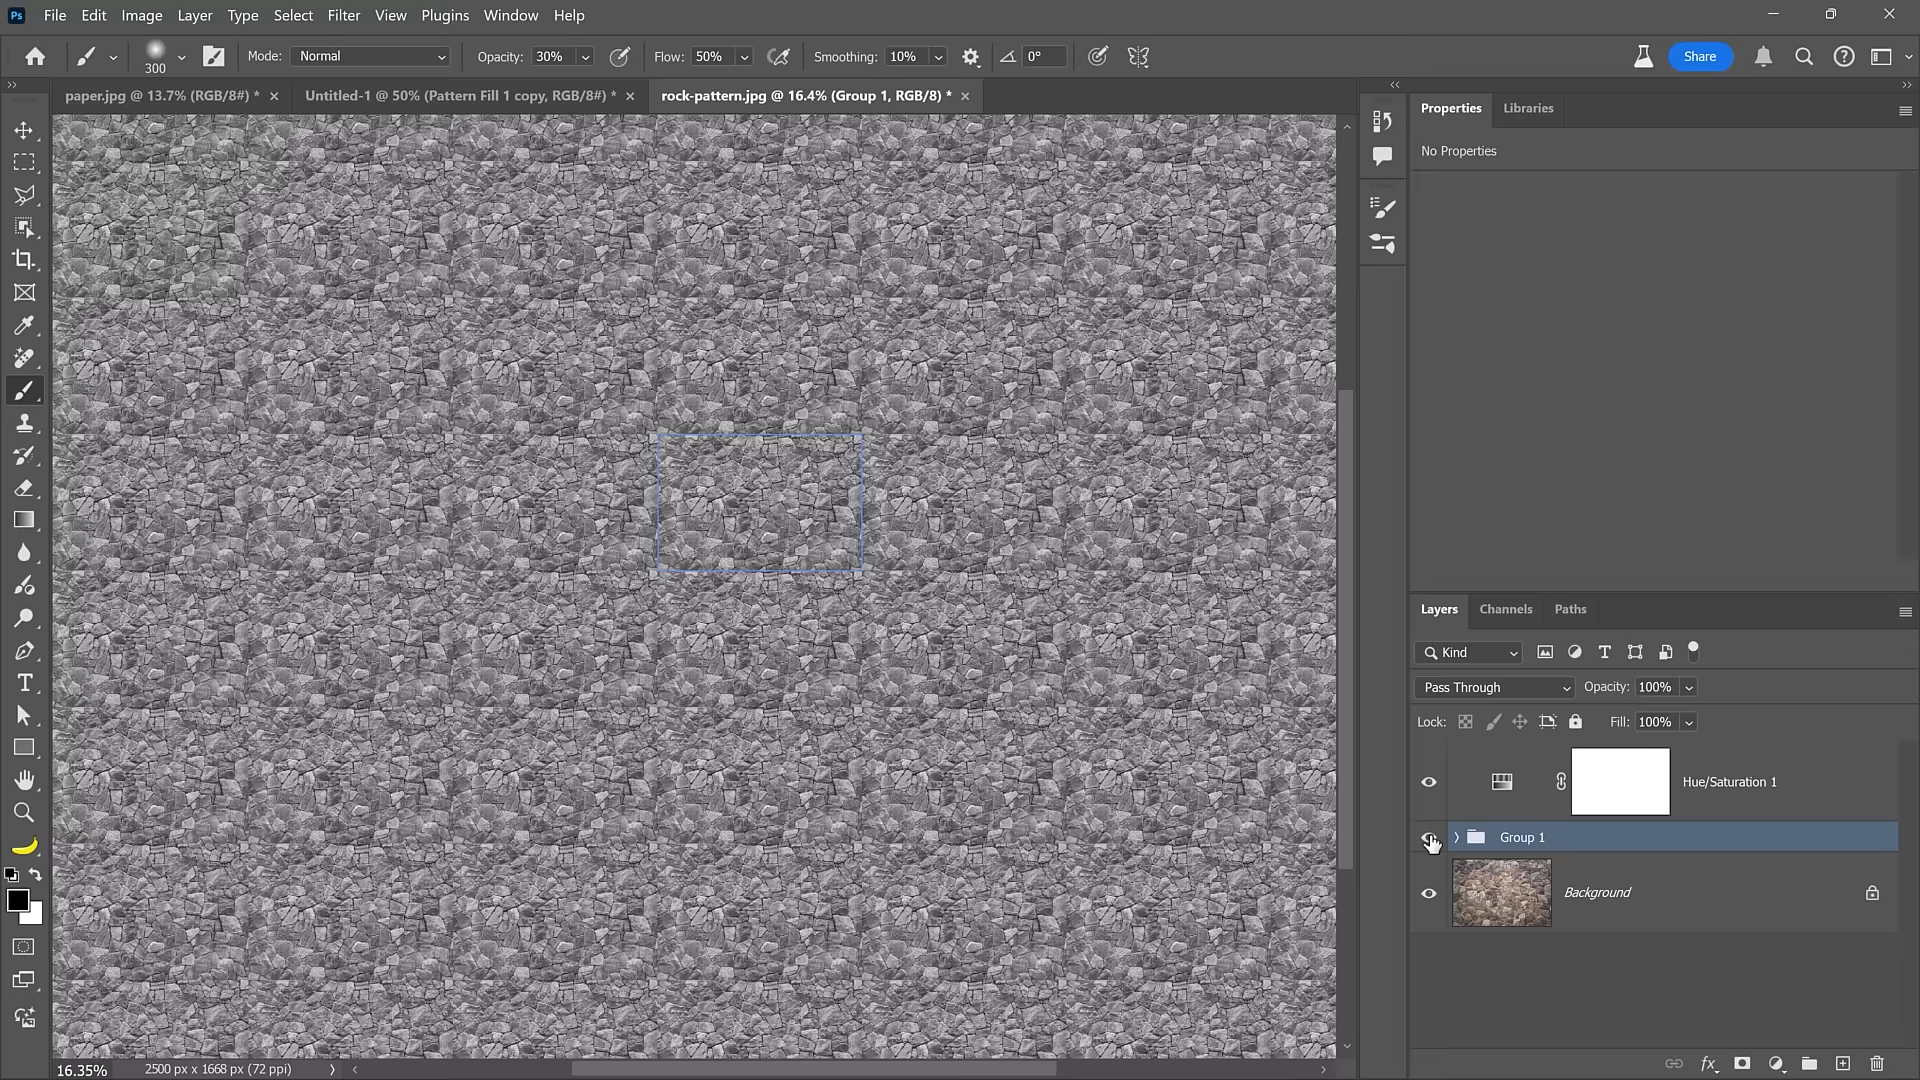 Ps File Edit Image Layer Type Select Filter View Plugins Window Help
300 Mode: Normal Opacity: 30% Flow: 50% Smoothing: 10% 0° Share
paper.jpg @ 13.7% (RGB/8#) * Untitled-1 @ 50% (Pattern Fill 1 copy, RGB/8#) * rock-pattern.jpg @ 16.4% (Group 1, RGB/8) *
Properties Libraries
No Properties
Layers Channels Paths
Kind
Pass Through Opacity: 100%
Lock: Fill: 100%
Hue/Saturation 1
Group 1
Background
16.35% 2500 px x 1668 px (72 ppi)